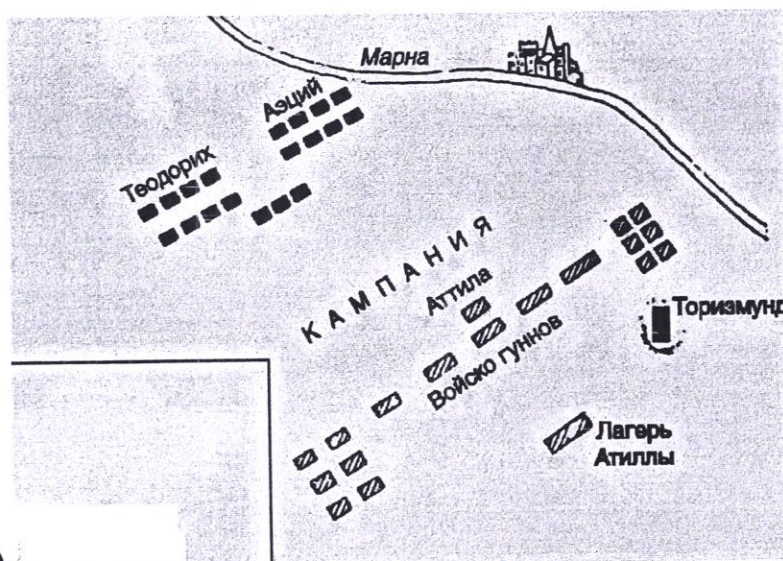 Марна
Аэций
Теодорих
КАМПАНИЯ
Аттила
Войско гуннов
Торизмунд
Лагерь
Атиллы